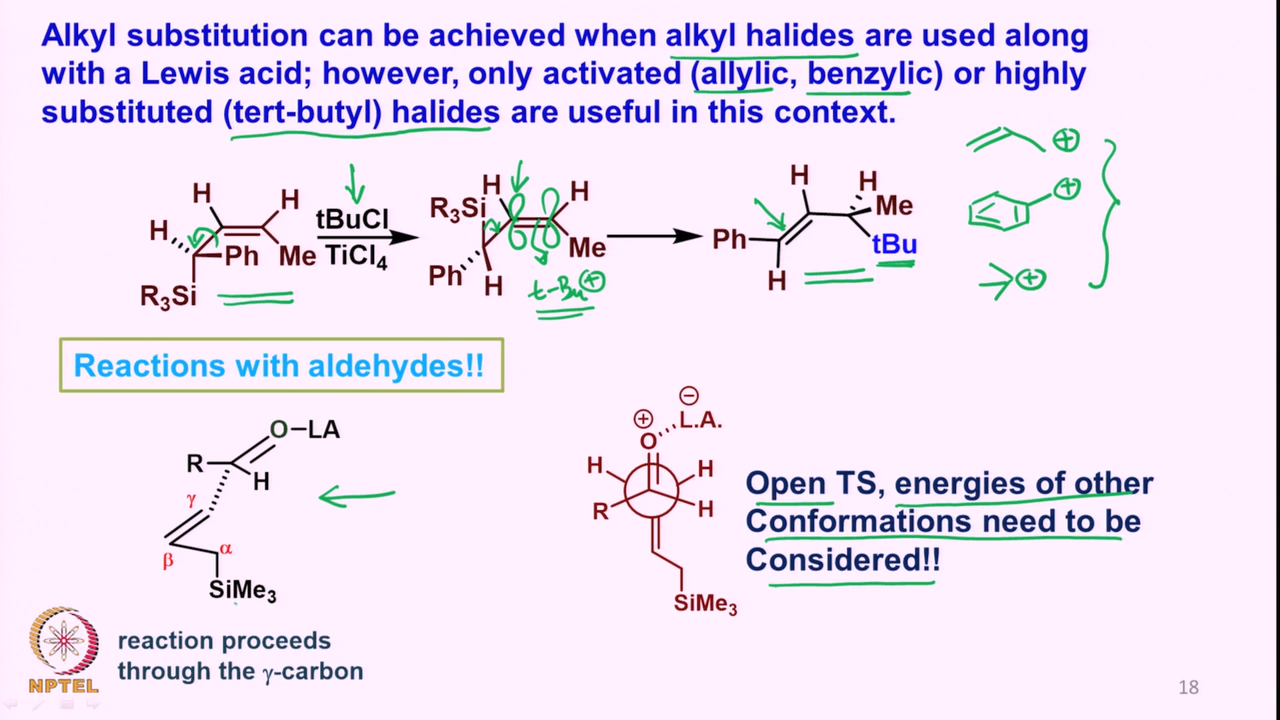 Alkyl substitution can be achieved when alkyl halides are used along
with a Lewis acid; however, only activated (allylic, benzylic) or highly
substituted (tert-butyl) halides are useful in this context.
H
H
H
Ph
Me
R₃Si
tBuCl
TiCl₄
R₃Si
H
H
Me
Ph
H
t-Bu⊕
H
H
Me
Ph
tBu
H
⊕
⊕
⊕
Reactions with aldehydes!!
O–LA
R
H
γ
β
α
SiMe₃
reaction proceeds
through the γ-carbon
⊖
⊕
L.A.
O
H
H
R
H
SiMe₃
Open TS, energies of other
Conformations need to be
Considered!!
NPTEL
18